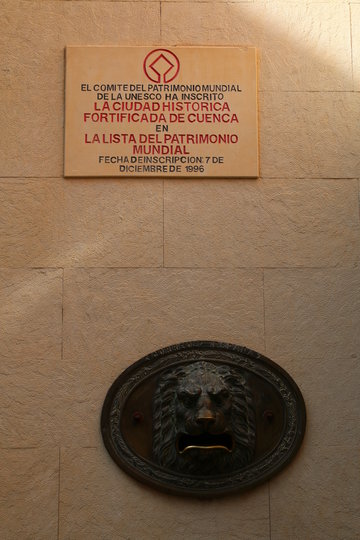 EL COMITE DEL PATRIMONIO MUNDIAL
DE LA UNESCO HA INSCRITO
LA CIUDAD HISTORICA
FORTIFICADA DE CUENCA
EN
LA LISTA DEL PATRIMONIO
MUNDIAL
FECHA DE INSCRIPCION: 7 DE
DICIEMBRE DE 1996